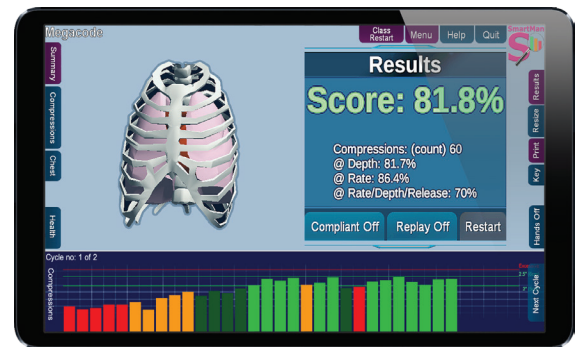 Megacode
Class
Restart
Menu
Help
Quit
SmartMan
Summary
Compressions
Chest
Health
Results
Score: 81.8%
Compressions: (count) 60
@ Depth: 81.7%
@ Rate: 86.4%
@ Rate/Depth/Release: 70%
Compliant Off
Replay Off
Restart
Results
Resize
Print
Key
Hands Off
Cycle no: 1 of 2
Compressions
2.5"
Next Cycle